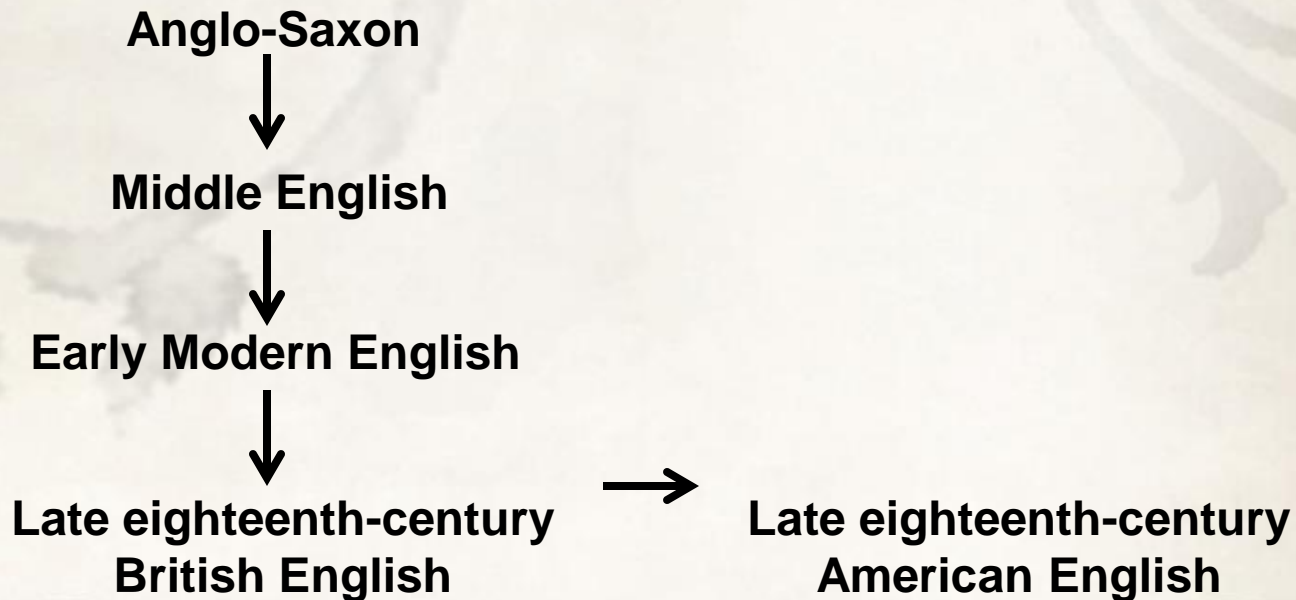 Anglo-Saxon
Middle English
Early Modern English
Late eighteenth-century
British English
Late eighteenth-century
American English